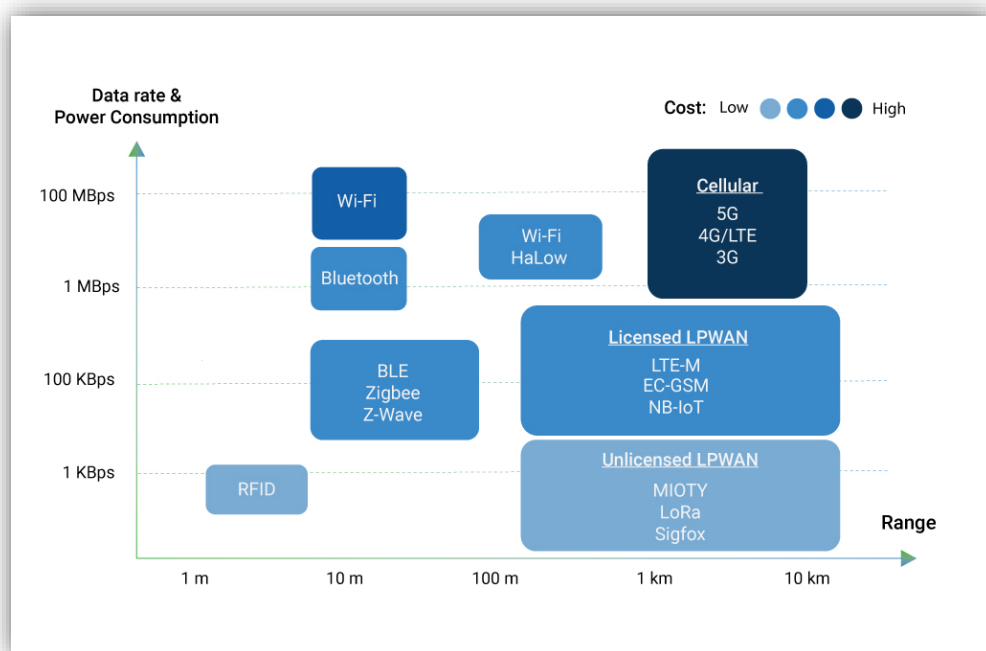 Data rate &
Power Consumption
Cost: Low High
100 MBps
Wi-Fi
Cellular
5G
4G/LTE
3G
Wi-Fi
HaLow
Bluetooth
1 MBps
Licensed LPWAN
LTE-M
EC-GSM
NB-IoT
BLE
Zigbee
Z-Wave
100 KBps
Unlicensed LPWAN
MIOTY
LoRa
Sigfox
1 KBps
RFID
Range
1 m
10 m
100 m
1 km
10 km